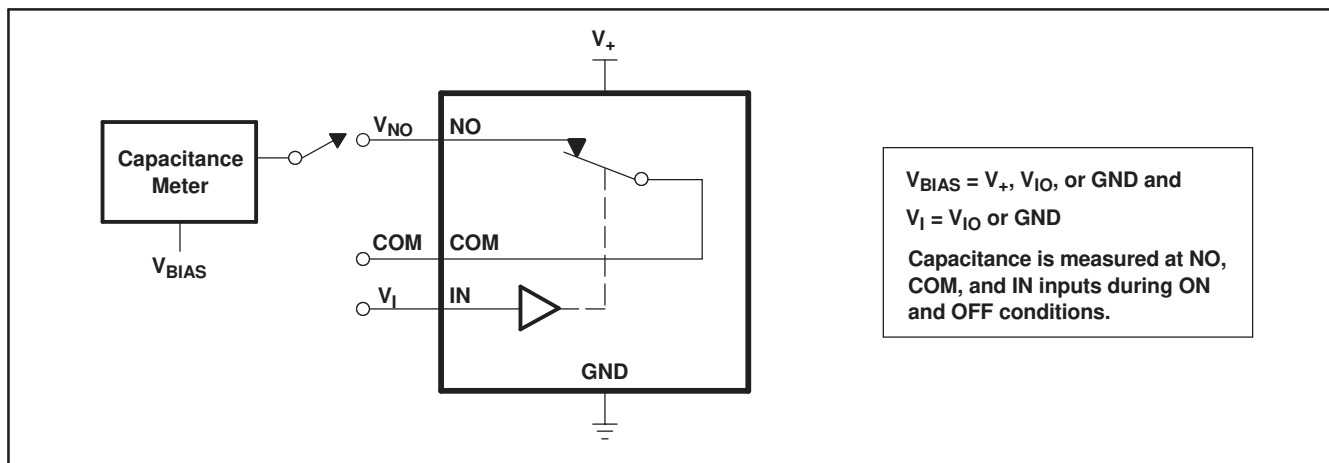 V+
Capacitance
Meter
VBIAS
VNO
NO
COM
COM
VI
IN
GND
VBIAS = V+, VIO, or GND and
VI = VIO or GND
Capacitance is measured at NO,
COM, and IN inputs during ON
and OFF conditions.